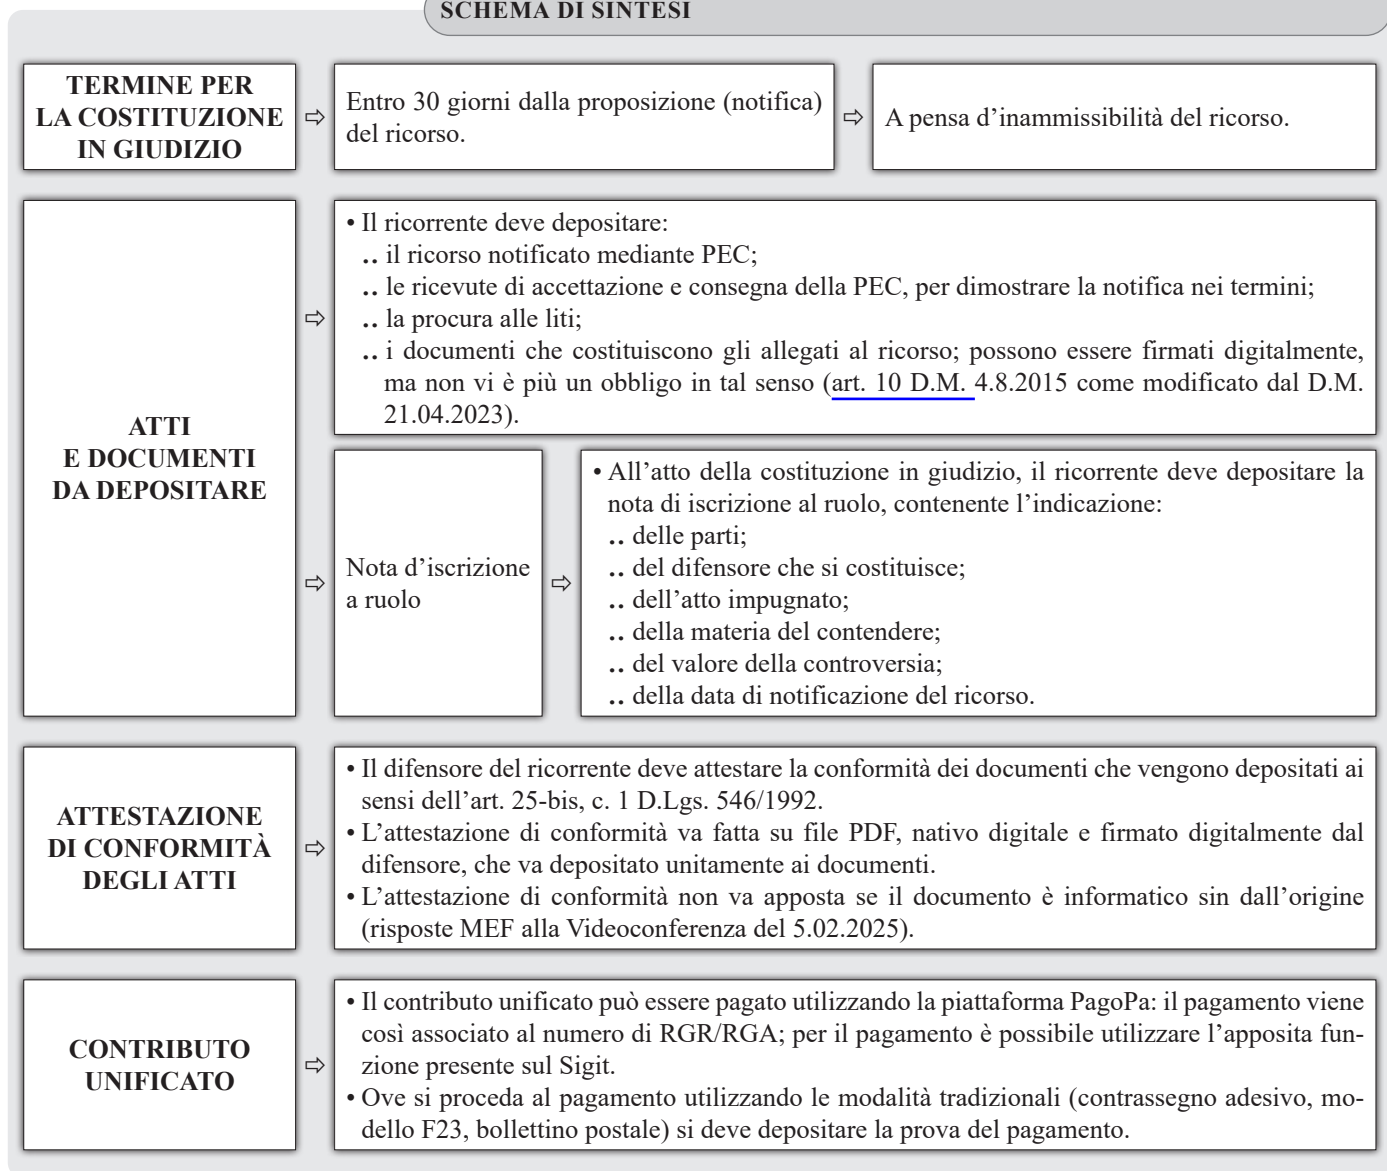 SCHEMA DI SINTESI
TERMINE PER
LA COSTITUZIONE
IN GIUDIZIO
⇨
Entro 30 giorni dalla proposizione (notifica)
del ricorso.
⇨
A pensa d’inammissibilità del ricorso.
ATTI
E DOCUMENTI
DA DEPOSITARE
⇨
• Il ricorrente deve depositare:
.. il ricorso notificato mediante PEC;
.. le ricevute di accettazione e consegna della PEC, per dimostrare la notifica nei termini;
.. la procura alle liti;
.. i documenti che costituiscono gli allegati al ricorso; possono essere firmati digitalmente,
ma non vi è più un obbligo in tal senso (art. 10 D.M. 4.8.2015 come modificato dal D.M.
21.04.2023).
⇨
Nota d’iscrizione
a ruolo
⇨
• All’atto della costituzione in giudizio, il ricorrente deve depositare la
nota di iscrizione al ruolo, contenente l’indicazione:
.. delle parti;
.. del difensore che si costituisce;
.. dell’atto impugnato;
.. della materia del contendere;
.. del valore della controversia;
.. della data di notificazione del ricorso.
ATTESTAZIONE
DI CONFORMITÀ
DEGLI ATTI
⇨
• Il difensore del ricorrente deve attestare la conformità dei documenti che vengono depositati ai
sensi dell’art. 25-bis, c. 1 D.Lgs. 546/1992.
• L’attestazione di conformità va fatta su file PDF, nativo digitale e firmato digitalmente dal
difensore, che va depositato unitamente ai documenti.
• L’attestazione di conformità non va apposta se il documento è informatico sin dall’origine
(risposte MEF alla Videoconferenza del 5.02.2025).
CONTRIBUTO
UNIFICATO
⇨
• Il contributo unificato può essere pagato utilizzando la piattaforma PagoPa: il pagamento viene
così associato al numero di RGR/RGA; per il pagamento è possibile utilizzare l’apposita fun-
zione presente sul Sigit.
• Ove si proceda al pagamento utilizzando le modalità tradizionali (contrassegno adesivo, mo-
dello F23, bollettino postale) si deve depositare la prova del pagamento.